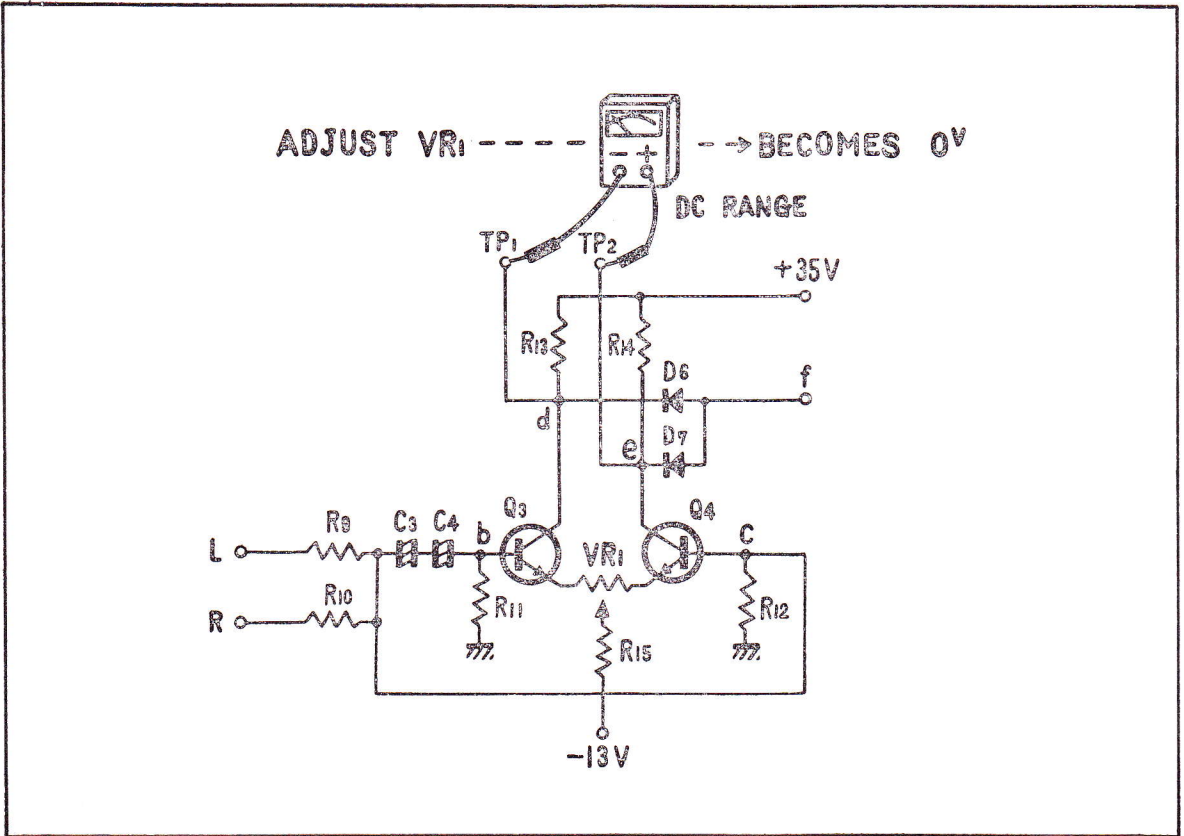 ADJUST VR1 - - - - - → BECOMES 0V
- +
DC RANGE
TP1 TP2
+35V
R13 R14
D6 f
d
D7
e
Q3 Q4
R9 C3 C4 b VR1 c
L
R10
R11 R12
R
R15
-13V